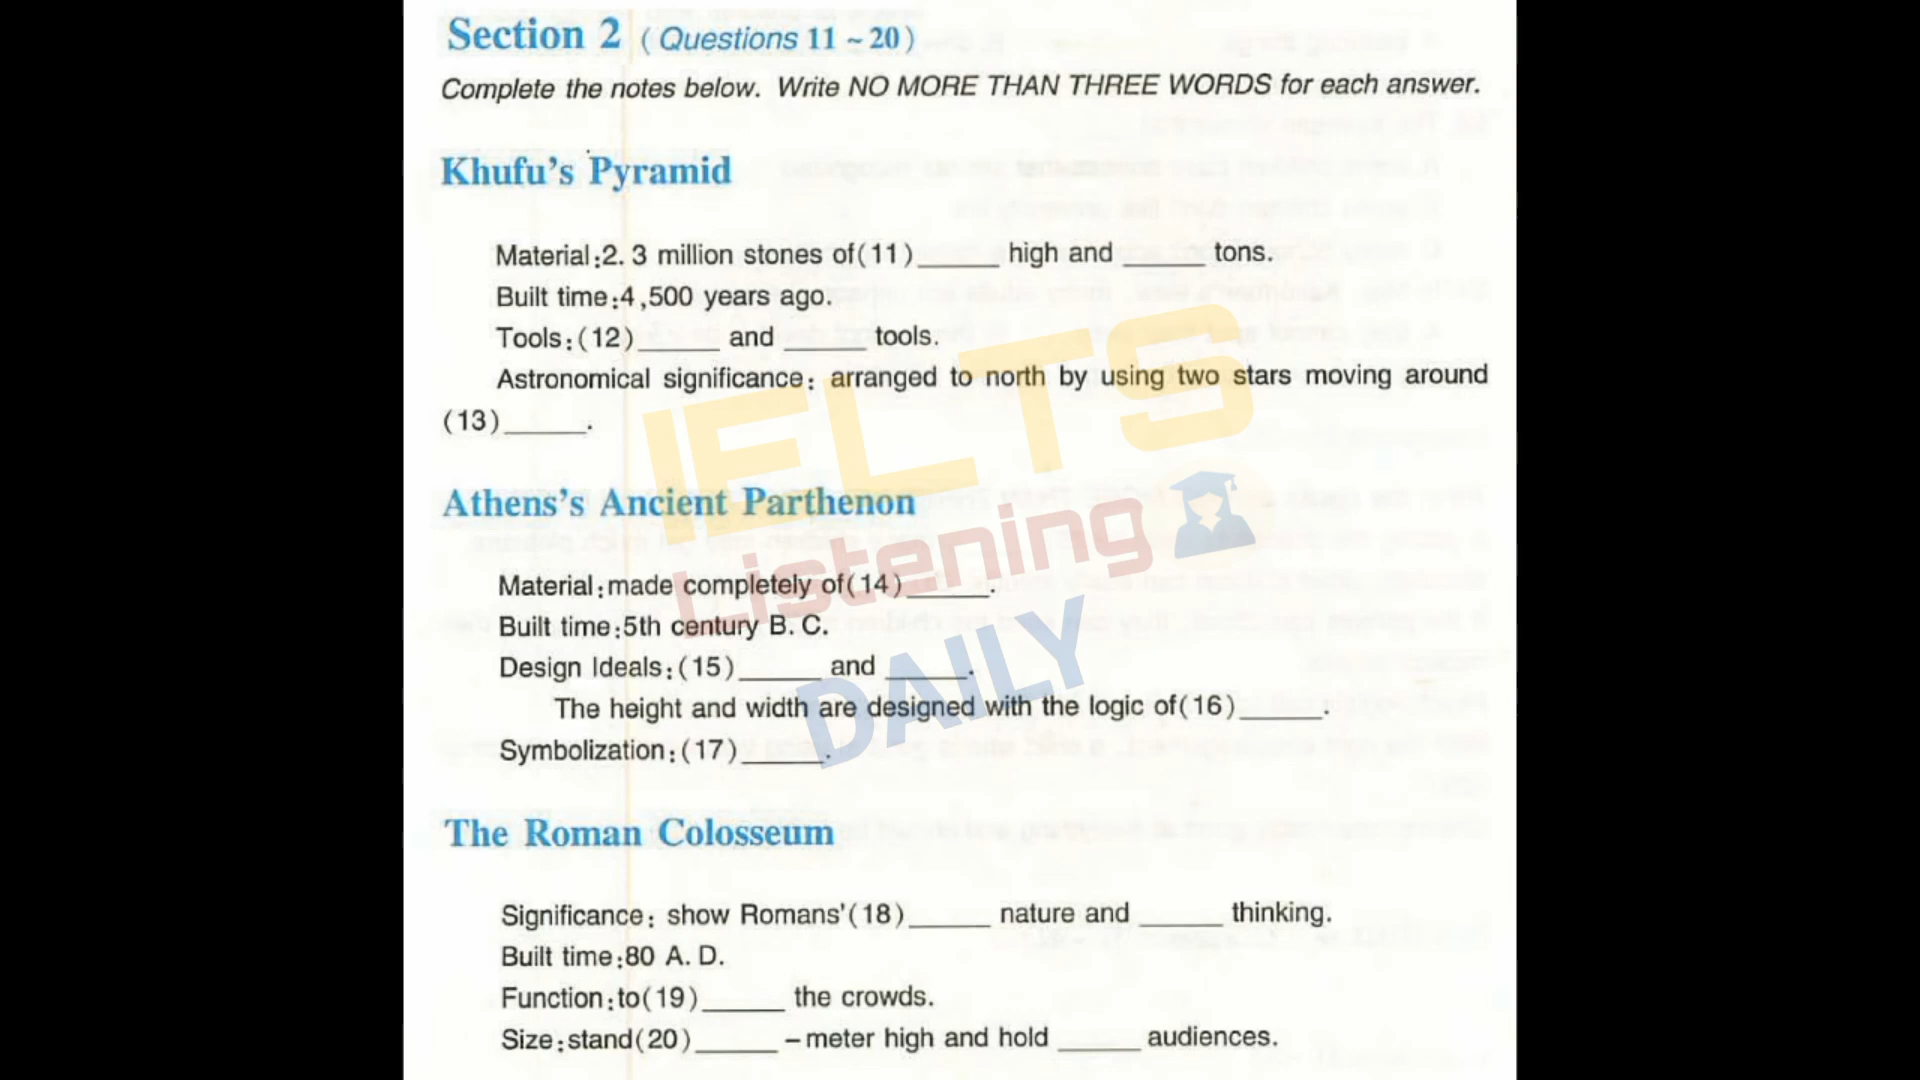 Section 2 ( Questions 11 ~ 20 )
Complete the notes below. Write NO MORE THAN THREE WORDS for each answer.
Khufu's Pyramid
Material:2. 3 million stones of(11)______ high and ______ tons.
Built time:4,500 years ago.
Tools:(12)______ and ______ tools.
Astronomical significance: arranged to north by using two stars moving around
(13)______.
Athens's Ancient Parthenon
Material:made completely of(14)______.
Built time:5th century B. C.
Design Ideals:(15)______ and ______.
The height and width are designed with the logic of(16)______.
Symbolization:(17)______.
The Roman Colosseum
Significance: show Romans'(18)______ nature and ______ thinking.
Built time:80 A. D.
Function:to(19)______ the crowds.
Size:stand(20)______ – meter high and hold ______ audiences.
IELTS
Listening
DAILY